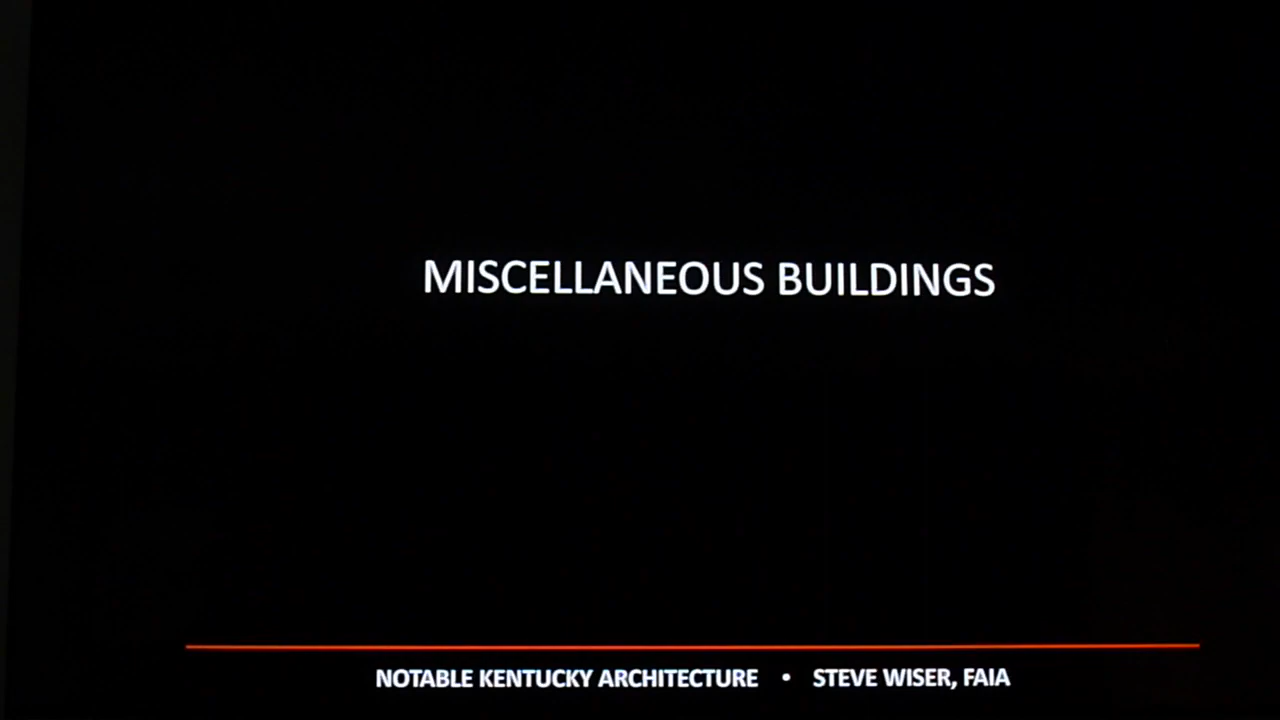 MISCELLANEOUS BUILDINGS
NOTABLE KENTUCKY ARCHITECTURE • STEVE WISER, FAIA